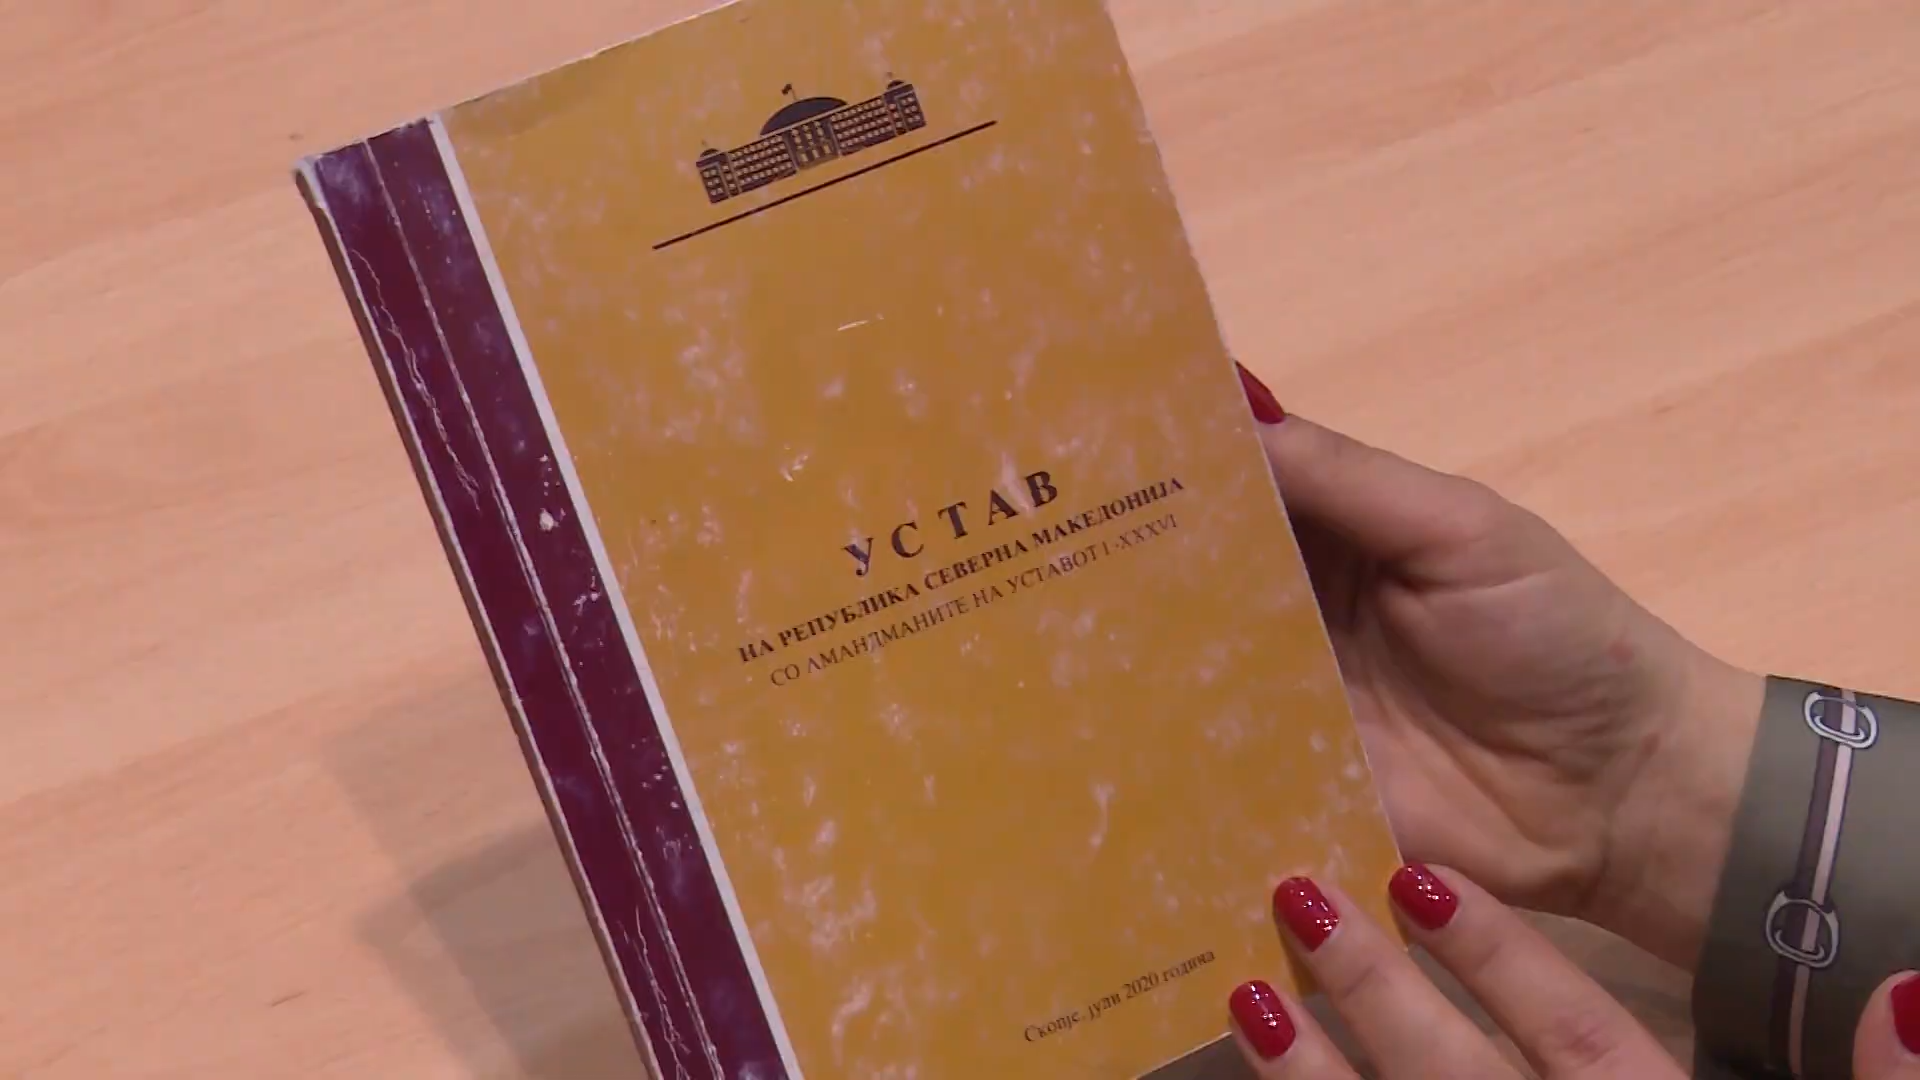 УСТАВ
НА РЕПУБЛИКА СЕВЕРНА МАКЕДОНИЈА
СО АМАНДМАНИТЕ НА УСТАВОТ I -XXXVI
Скопје, јули 2020 година